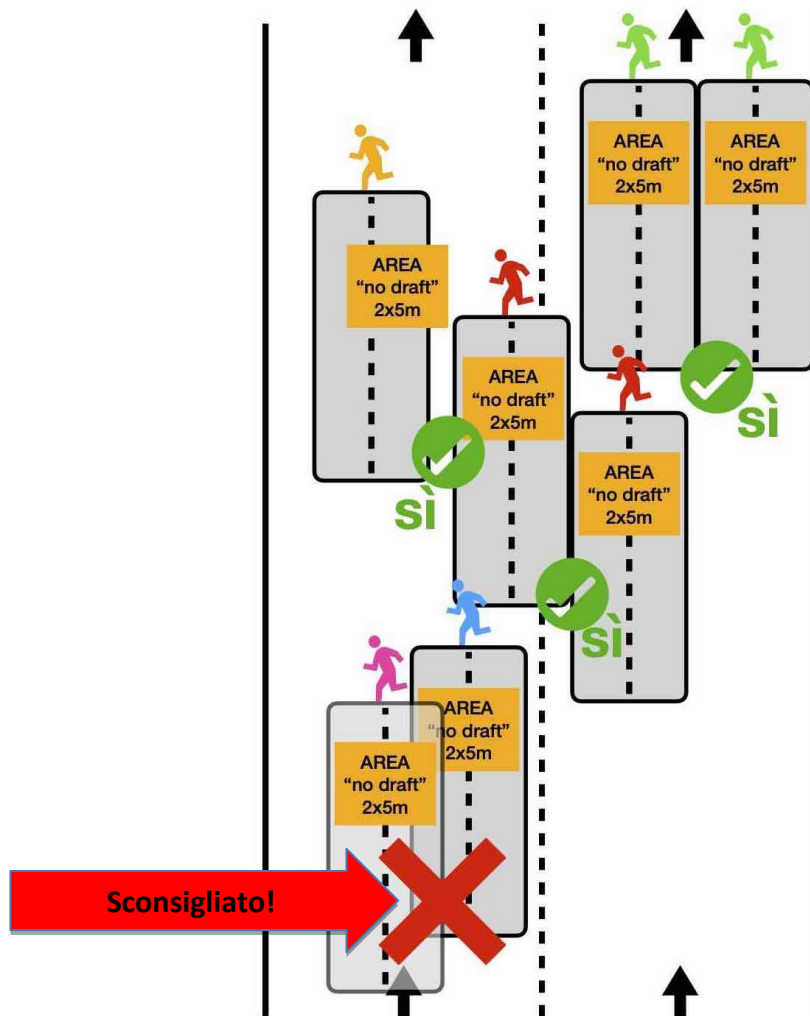 AREA
“no draft”
2x5m
AREA
“no draft”
2x5m
AREA
“no draft”
2x5m
AREA
“no draft”
2x5m
sì
AREA
“no draft”
2x5m
sì
sì
AREA
“no draft”
2x5m
AREA
“no draft”
2x5m
Sconsigliato!